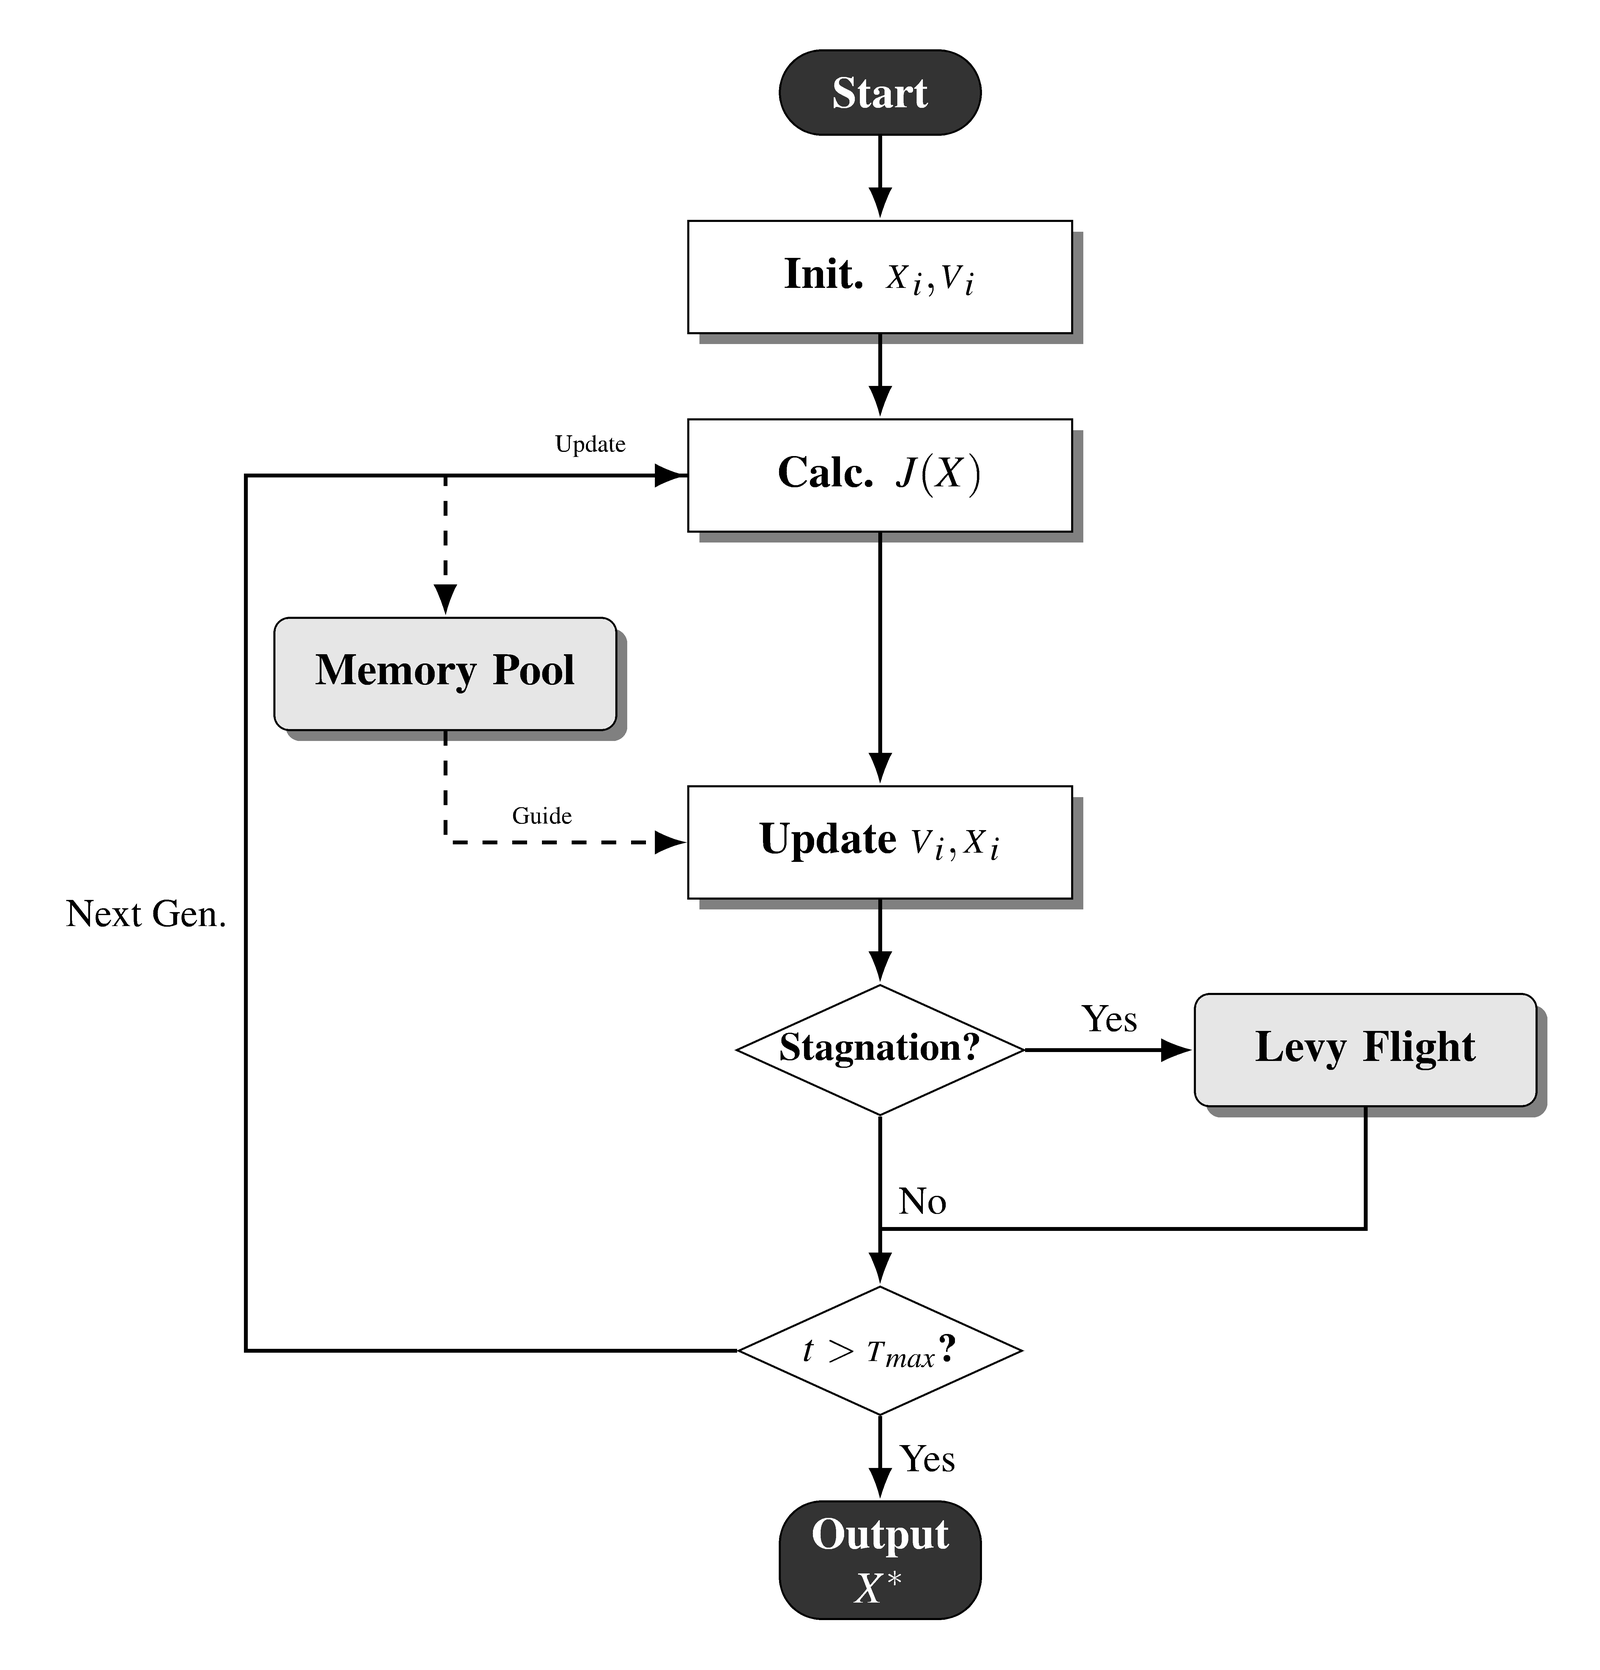 Start
Init. X_i, V_i
Update
Calc. J(X)
Memory Pool
Guide
Update V_i, X_i
Next Gen.
Stagnation?
Yes
Levy Flight
No
t > T_max?
Yes
Output
X*